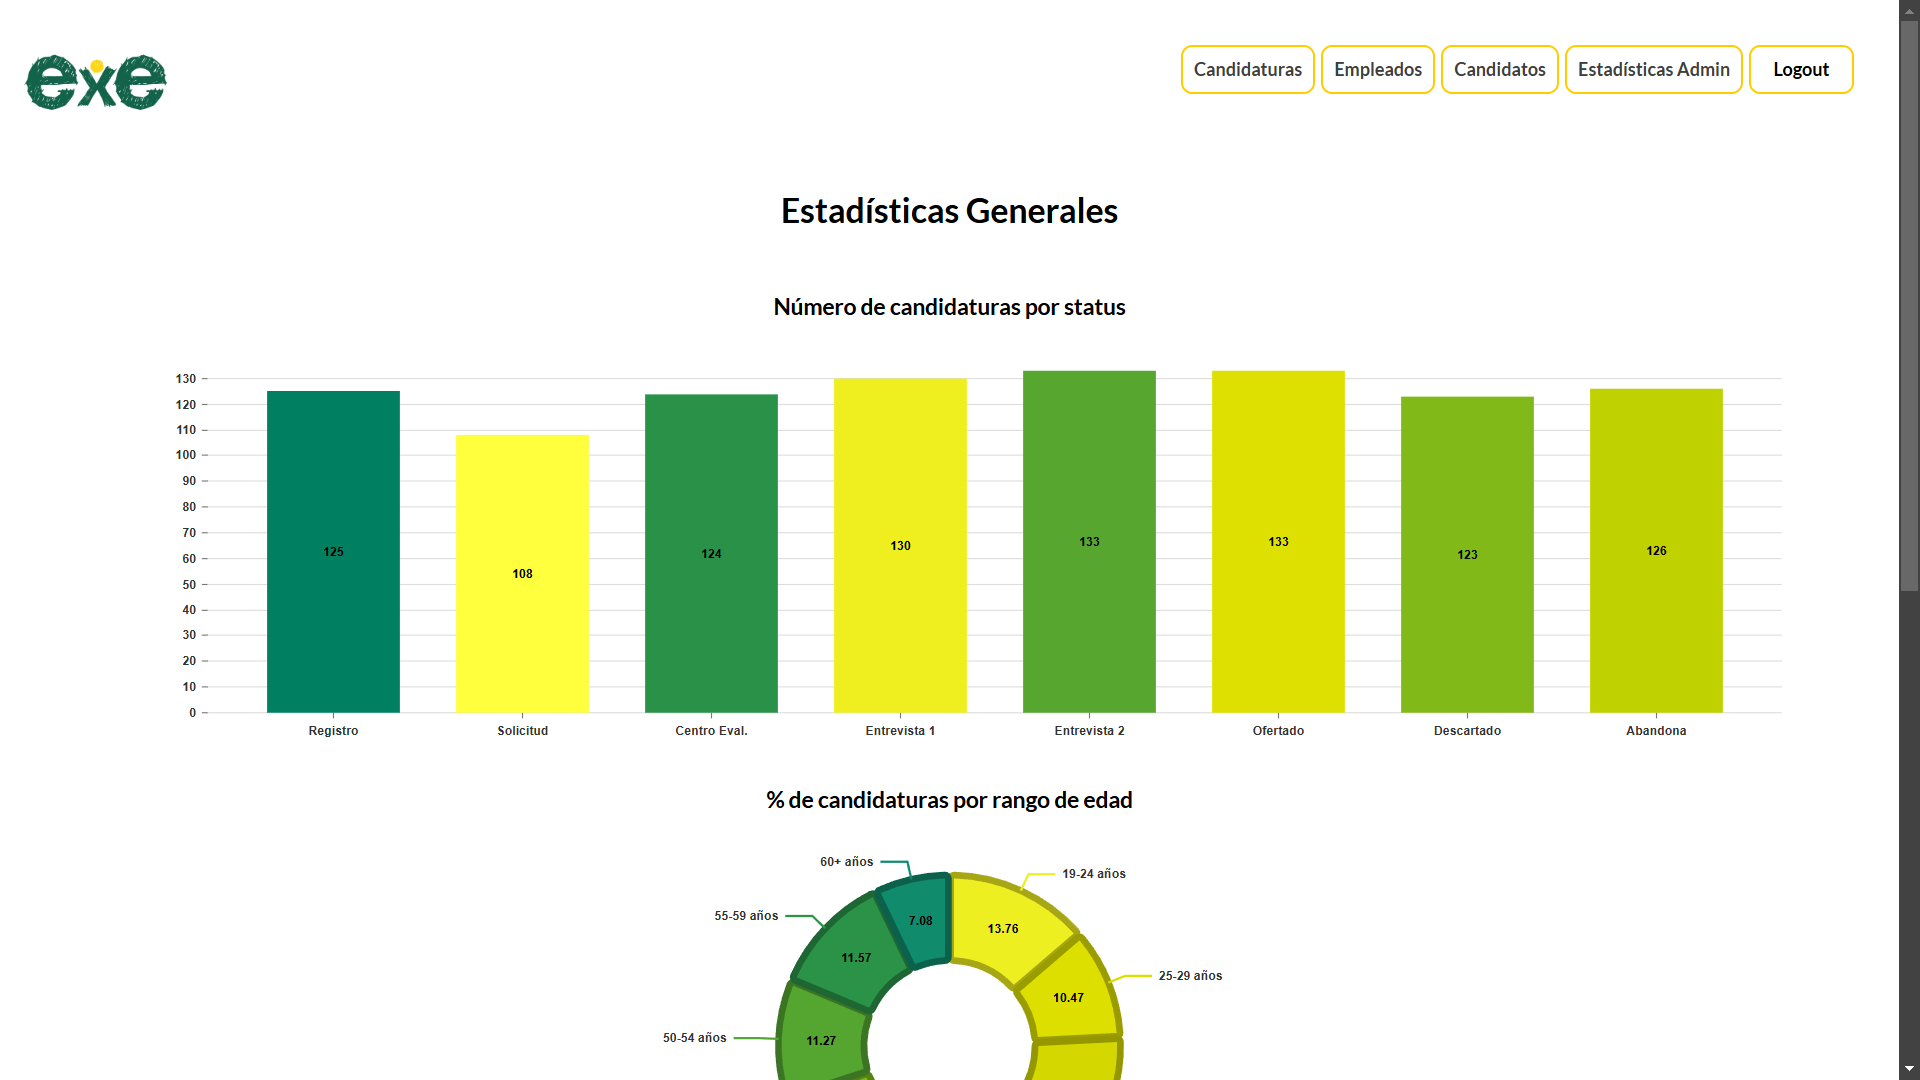 exe
Candidaturas
Empleados
Candidatos
Estadísticas Admin
Logout
Estadísticas Generales
Número de candidaturas por status
130
120
110
100
90
80
70
60
50
40
30
20
10
0
125
108
124
130
133
133
123
126
Registro
Solicitud
Centro Eval.
Entrevista 1
Entrevista 2
Ofertado
Descartado
Abandona
% de candidaturas por rango de edad
60+ años
19-24 años
55-59 años
7.08
13.76
11.57
25-29 años
10.47
50-54 años
11.27